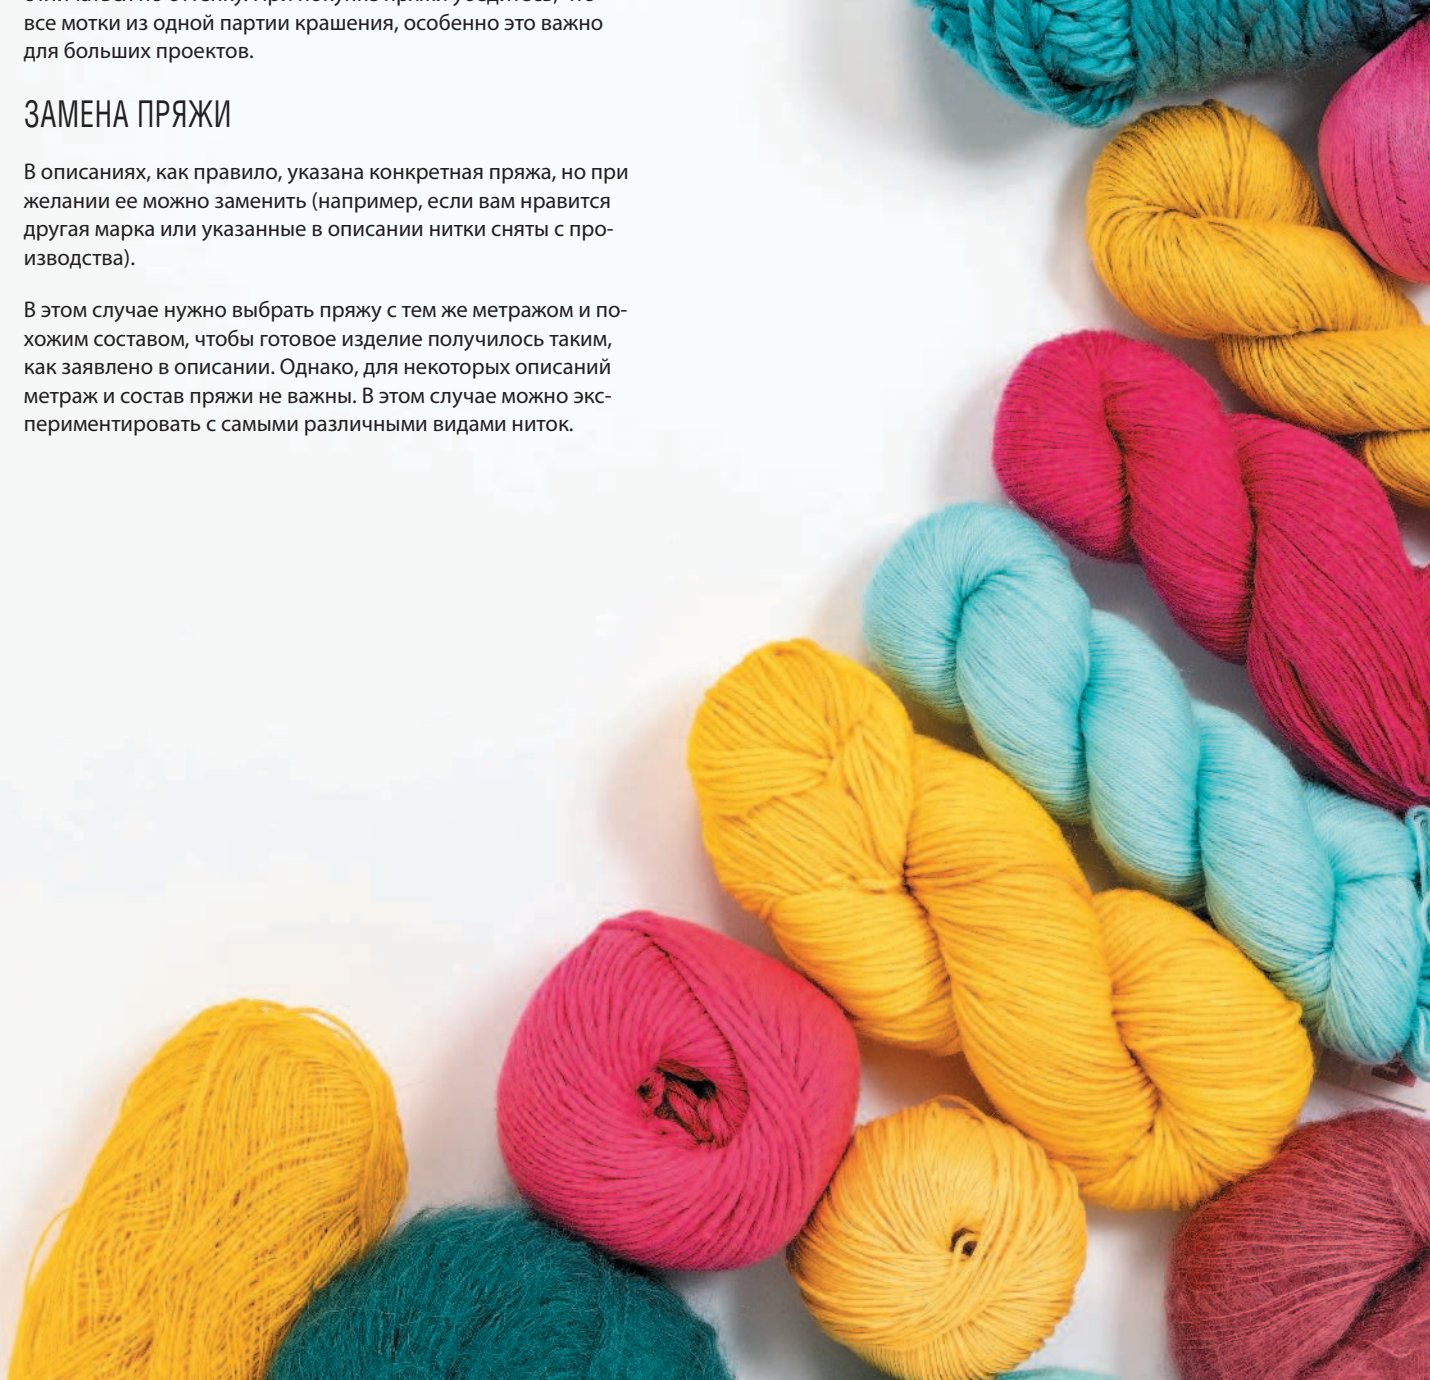 все мотки из одной партии крашения, особенно это важно
для больших проектов.
ЗАМЕНА ПРЯЖИ
В описаниях, как правило, указана конкретная пряжа, но при
желании ее можно заменить (например, если вам нравится
другая марка или указанные в описании нитки сняты с про-
изводства).
В этом случае нужно выбрать пряжу с тем же метражом и по-
хожим составом, чтобы готовое изделие получилось таким,
как заявлено в описании. Однако, для некоторых описаний
метраж и состав пряжи не важны. В этом случае можно экс-
периментировать с самыми различными видами ниток.